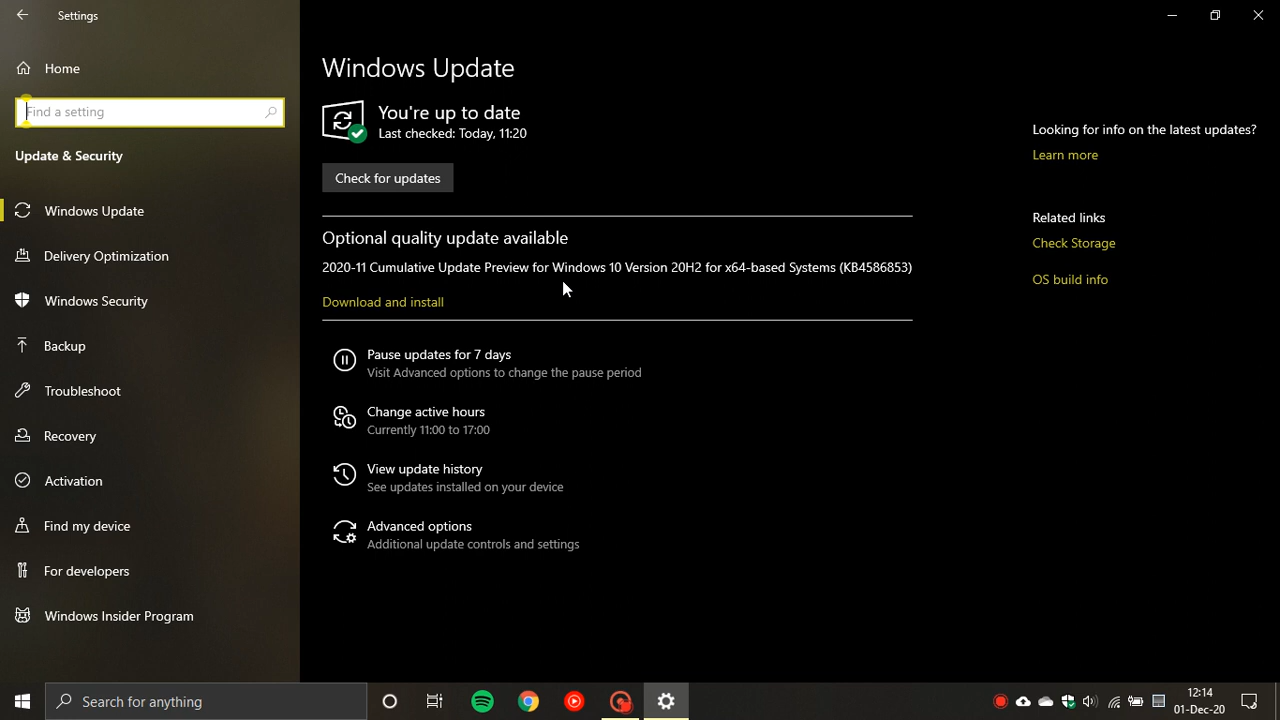 Settings
Home
Find a setting
Update & Security
Windows Update
Delivery Optimization
Windows Security
Backup
Troubleshoot
Recovery
Activation
Find my device
For developers
Windows Insider Program
Windows Update
You're up to date
Last checked: Today, 11:20
Check for updates
Optional quality update available
2020-11 Cumulative Update Preview for Windows 10 Version 20H2 for x64-based Systems (KB4586853)
Download and install
Pause updates for 7 days
Visit Advanced options to change the pause period
Change active hours
Currently 11:00 to 17:00
View update history
See updates installed on your device
Advanced options
Additional update controls and settings
Looking for info on the latest updates?
Learn more
Related links
Check Storage
OS build info
Search for anything
12:14
01-Dec-20